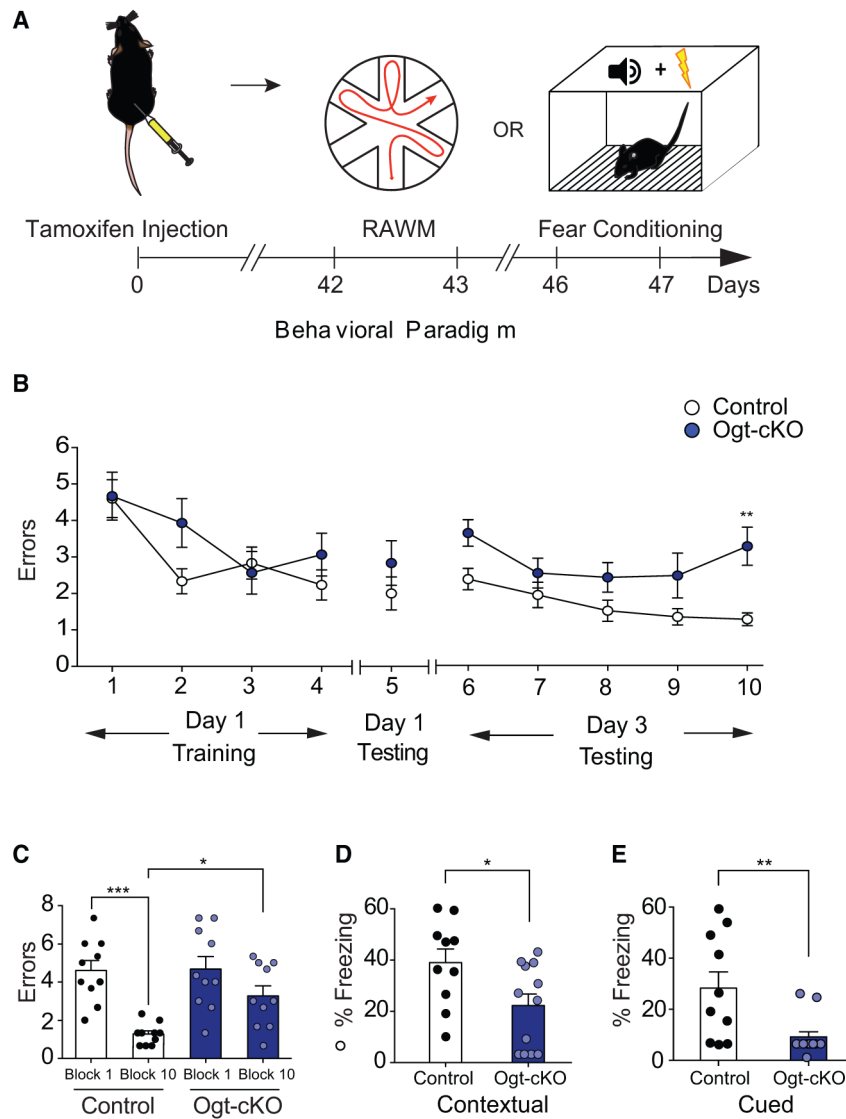 A
+
OR
Tamoxifen Injection
RAWM
Fear Conditioning
0
42
43
46
47
Days
Beha vioral Paradig m
B
Control
Ogt-cKO
6
5
4
3
2
1
0
Errors
**
1
2
3
4
5
6
7
8
9
10
Day 1
Training
Day 1
Testing
Day 3
Testing
C
8
6
4
2
0
Errors
***
*
Block 1
Block 10
Block 1
Block 10
Control
Ogt-cKO
D
60
40
20
0
% Freezing
*
Control
Ogt-cKO
Contextual
E
60
40
20
0
% Freezing
**
Control
Ogt-cKO
Cued